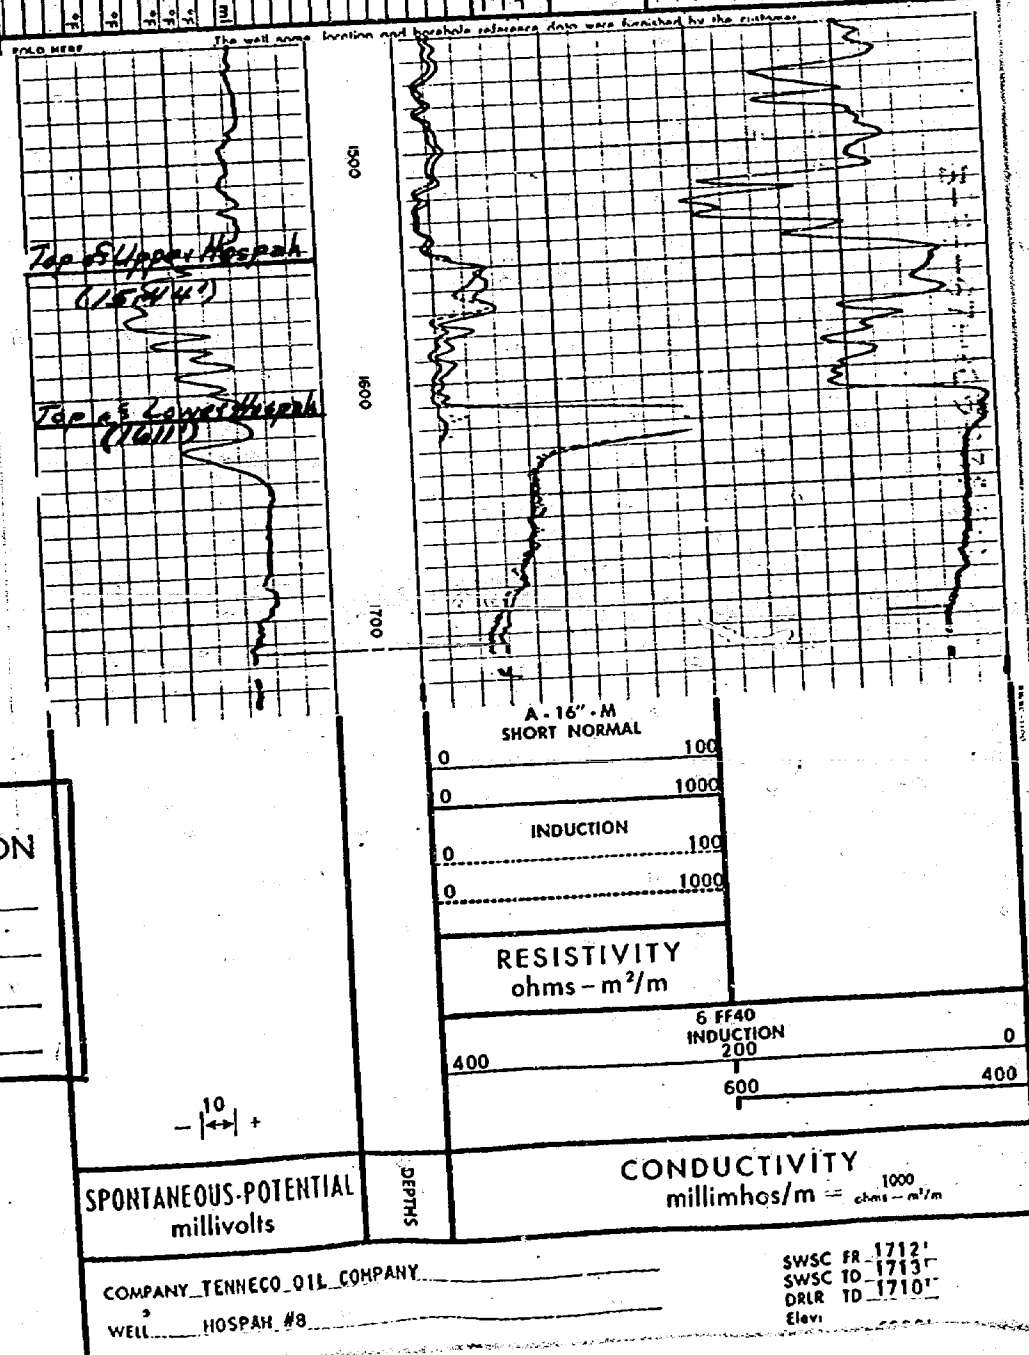 °F °F °F °F °F ml
FOLD HERE
The well name, location and borehole reference data were furnished by the customer.
1500
Top of Upper Hospah
(1544')
1600
Top of Lower Hospah
(1611')
1700
A - 16" - M
SHORT NORMAL
0 100
0 1000
INDUCTION
0 100
0 1000
RESISTIVITY
ohms – m²/m
6 FF40
INDUCTION
400 200 0
600 400
ON
– 10 +
SPONTANEOUS-POTENTIAL
millivolts
DEPTHS
CONDUCTIVITY
millimhos/m = 1000
ohms – m²/m
COMPANY TENNECO OIL COMPANY
WELL HOSPAH #8
SWSC FR 1712'
SWSC TD 1713'
DRLR TD 1710'
Elev: